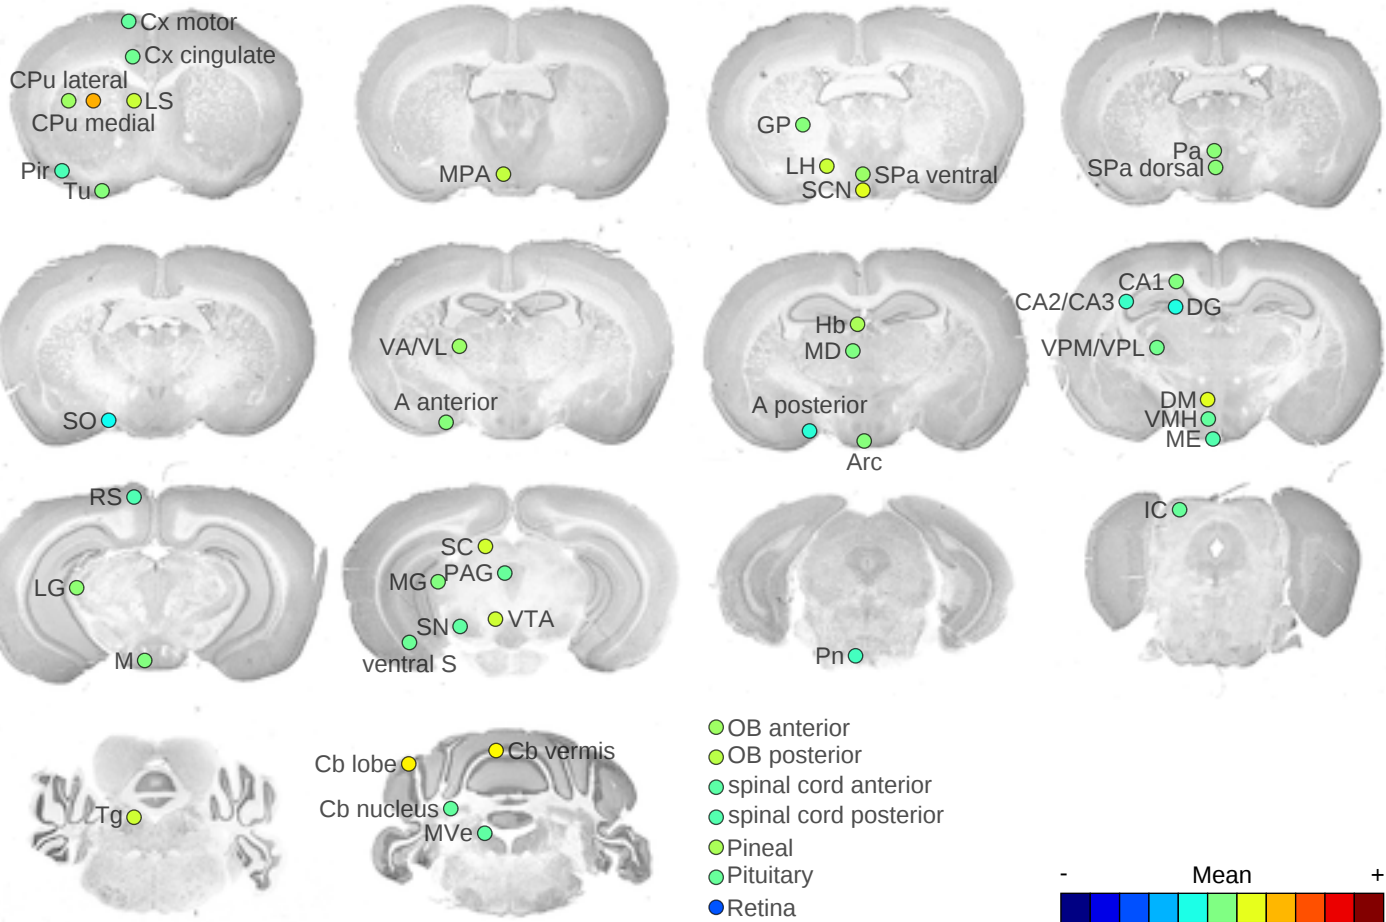 Cx motor
Cx cingulate
CPu lateral
LS
CPu medial
Pir
Tu
MPA
GP
LH
SPa ventral
SCN
Pa
SPa dorsal
SO
VA/VL
A anterior
Hb
MD
A posterior
Arc
CA1
CA2/CA3
DG
VPM/VPL
DM
VMH
ME
RS
LG
M
SC
MG
PAG
SN
VTA
ventral S
Pn
IC
Tg
Cb lobe
Cb vermis
Cb nucleus
MVe
OB anterior
OB posterior
spinal cord anterior
spinal cord posterior
Pineal
Pituitary
Retina
- Mean +